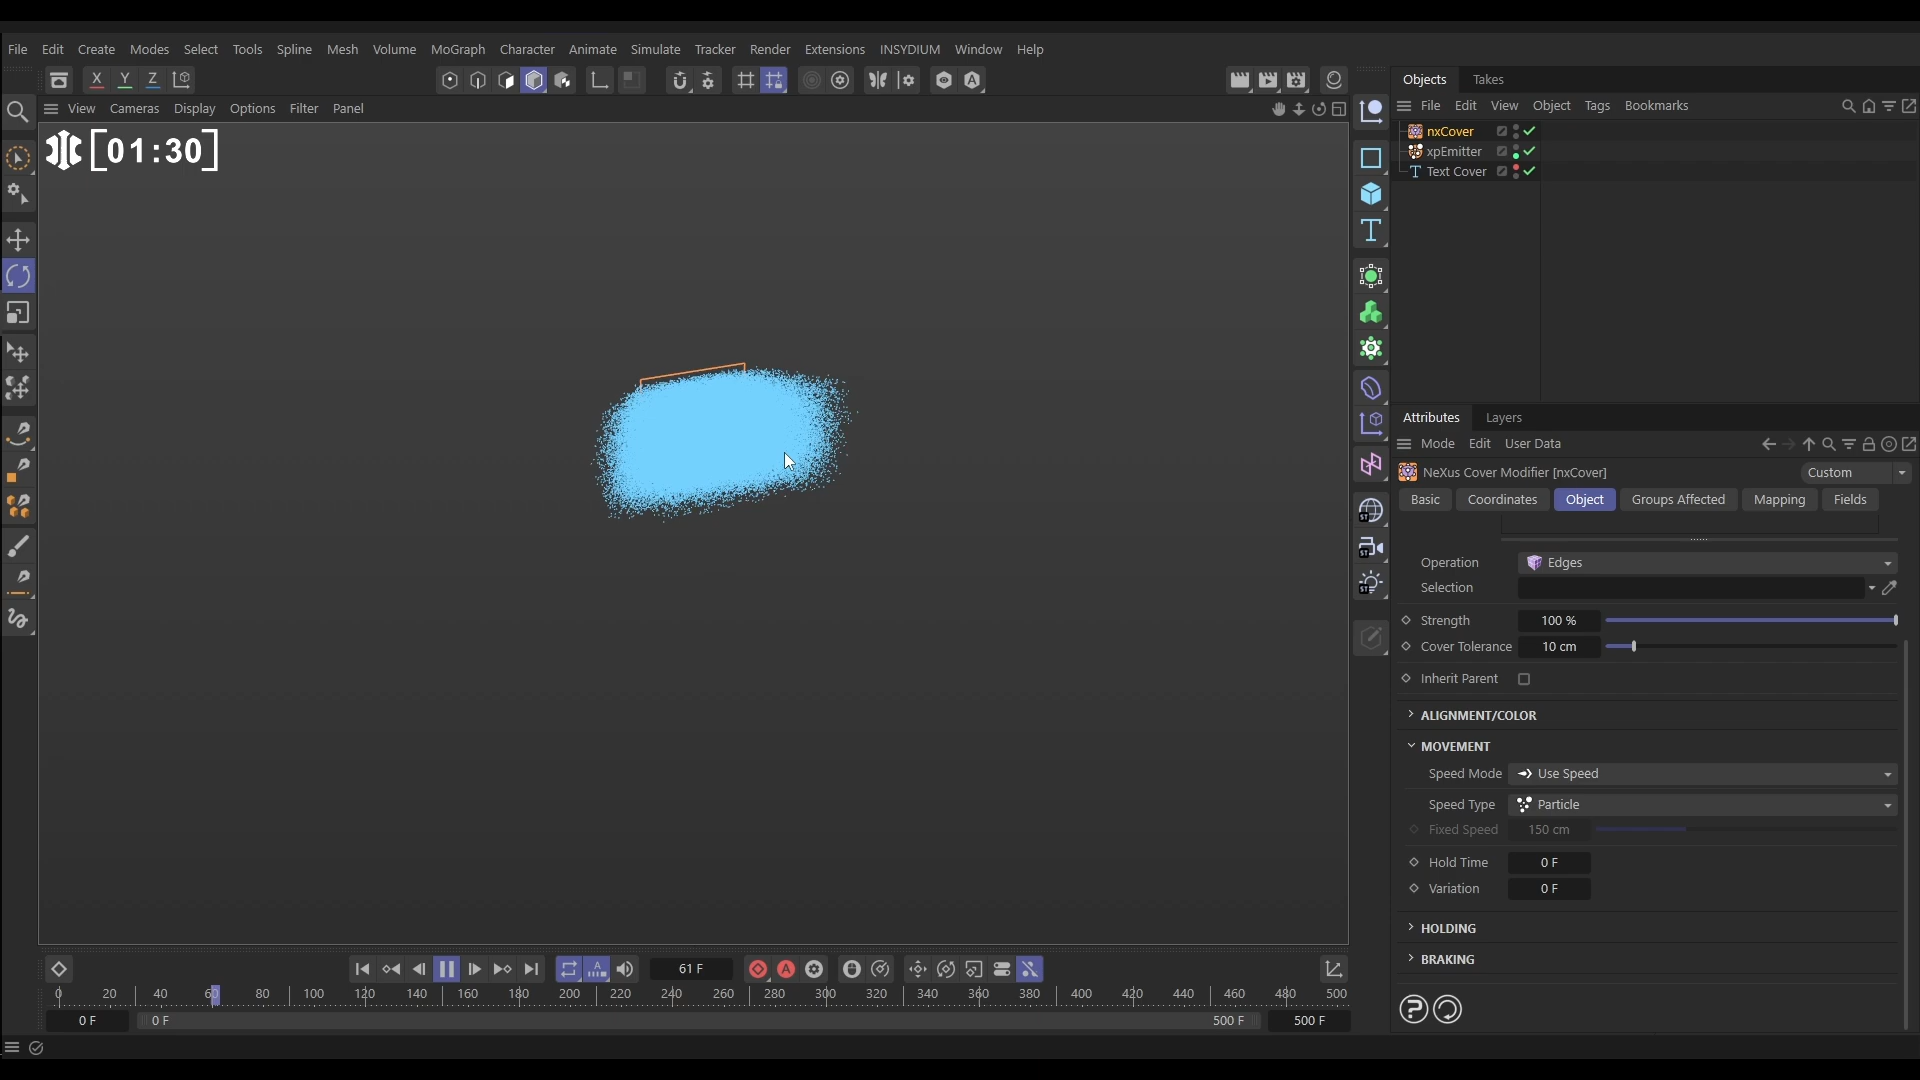 File Edit Create Modes Select Tools Spline Mesh Volume MoGraph Character Animate Simulate Tracker Render Extensions INSYDIUM Window Help
X Y Z
View Cameras Display Options Filter Panel
[01:30]
Objects Takes
File Edit View Object Tags Bookmarks
nxCover
xpEmitter
Text Cover
Attributes Layers
Mode Edit User Data
NeXus Cover Modifier [nxCover] Custom
Basic Coordinates Object Groups Affected Mapping Fields
Operation Edges
Selection
Strength 100 %
Cover Tolerance 10 cm
Inherit Parent
ALIGNMENT/COLOR
MOVEMENT
Speed Mode Use Speed
Speed Type Particle
Fixed Speed 150 cm
Hold Time 0 F
Variation 0 F
HOLDING
BRAKING
61 F
0 20 40 60 80 100 120 140 160 180 200 220 240 260 280 300 320 340 360 380 400 420 440 460 480 500
0 F 0 F 500 F 500 F